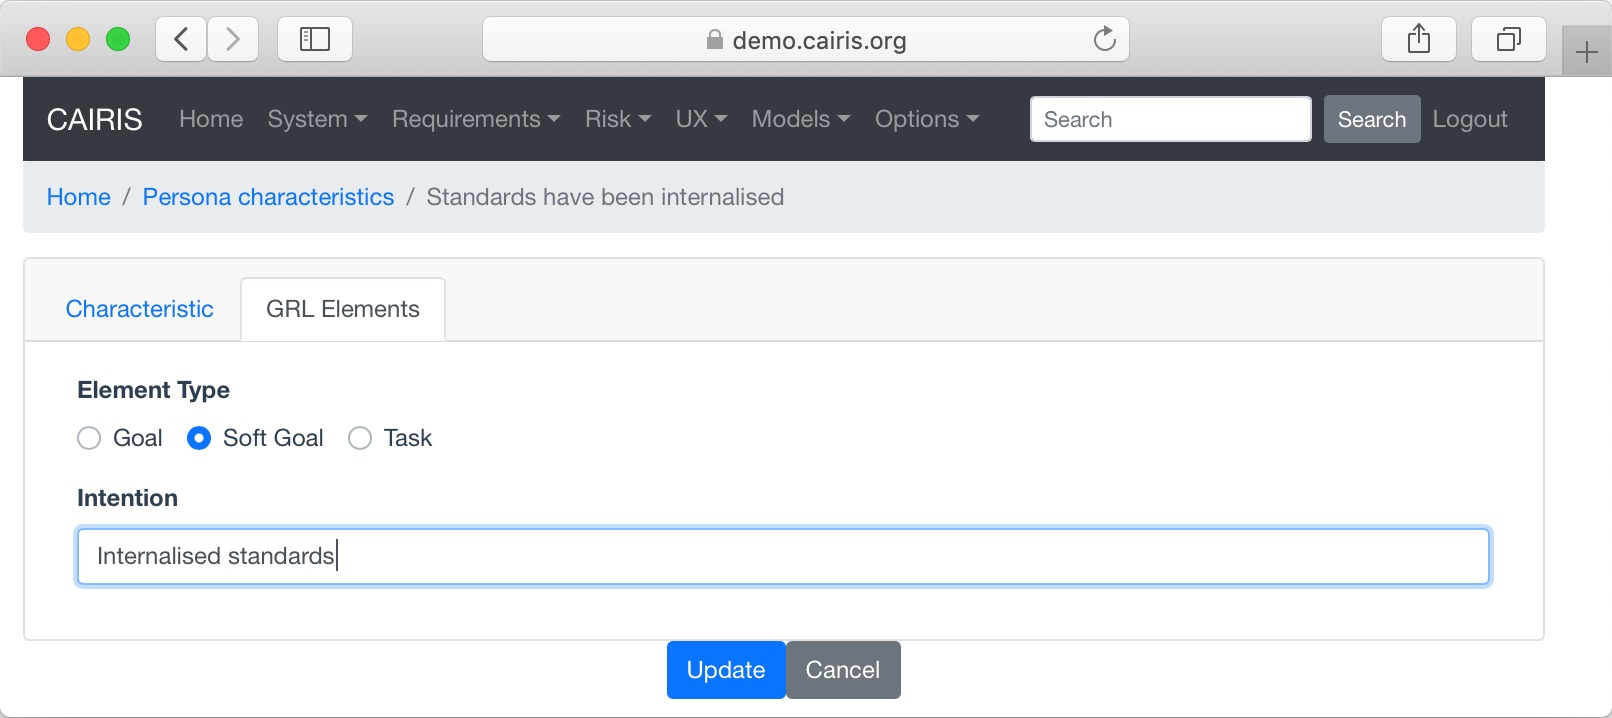 demo.cairis.org
CAIRIS Home System Requirements Risk UX Models Options Search Search Logout
Home / Persona characteristics / Standards have been internalised
Characteristic GRL Elements
Element Type
Goal Soft Goal Task
Intention
Internalised standards
Update Cancel